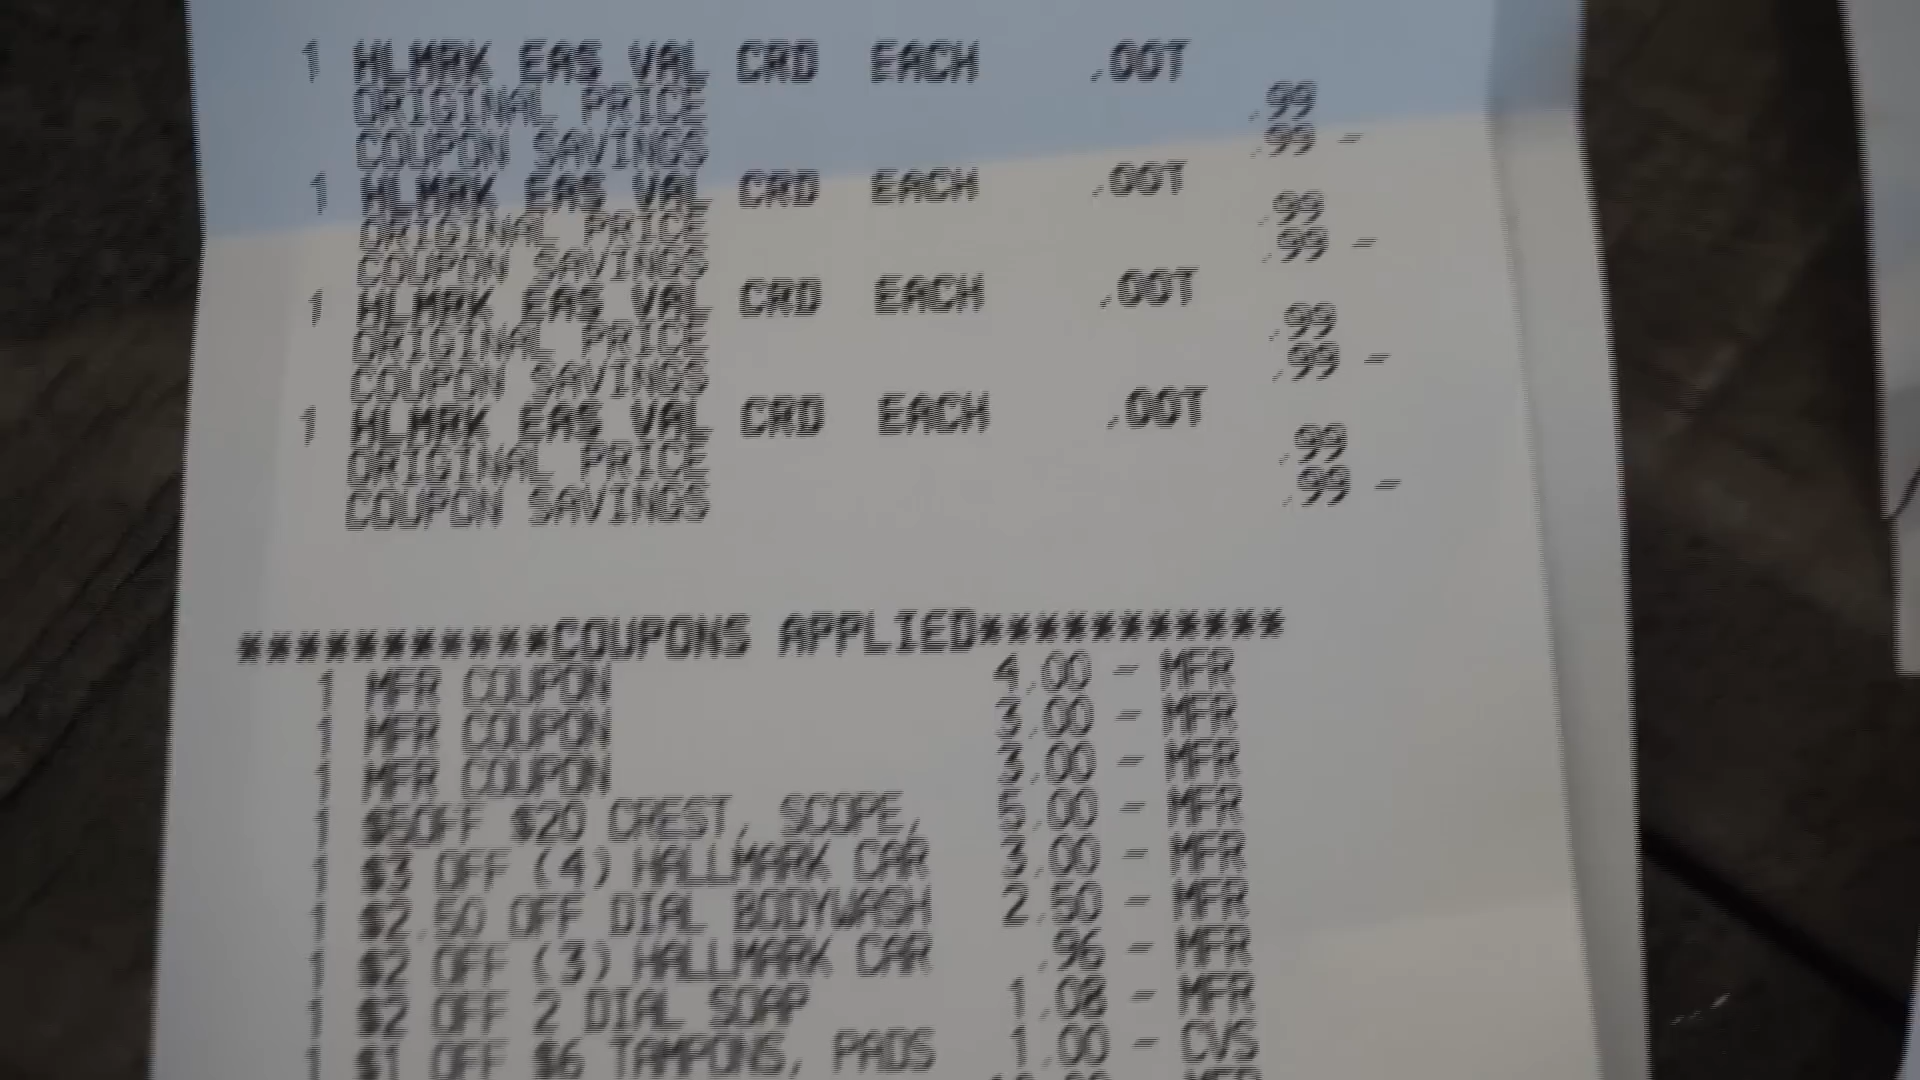 1 HLMRK EAS VAL CRD EACH .00T
ORIGINAL PRICE .99
COUPON SAVINGS .99 -
1 HLMRK EAS VAL CRD EACH .00T
ORIGINAL PRICE .99
COUPON SAVINGS .99 -
1 HLMRK EAS VAL CRD EACH .00T
ORIGINAL PRICE .99
COUPON SAVINGS .99 -
1 HLMRK EAS VAL CRD EACH .00T
ORIGINAL PRICE .99
COUPON SAVINGS .99 -
***********COUPONS APPLIED***********
1 MFR COUPON 4.00 - MFR
1 MFR COUPON 3.00 - MFR
1 MFR COUPON 3.00 - MFR
1 $5OFF $20 CREST, SCOPE, 5.00 - MFR
1 $3 OFF (4) HALLMARK CAR 3.00 - MFR
1 $2.50 OFF DIAL BODYWASH 2.50 - MFR
1 $2 OFF (3) HALLMARK CAR .96 - MFR
1 $2 OFF 2 DIAL SOAP 1.08 - MFR
1 $1 OFF $6 TAMPONS, PADS 1.00 - CVS